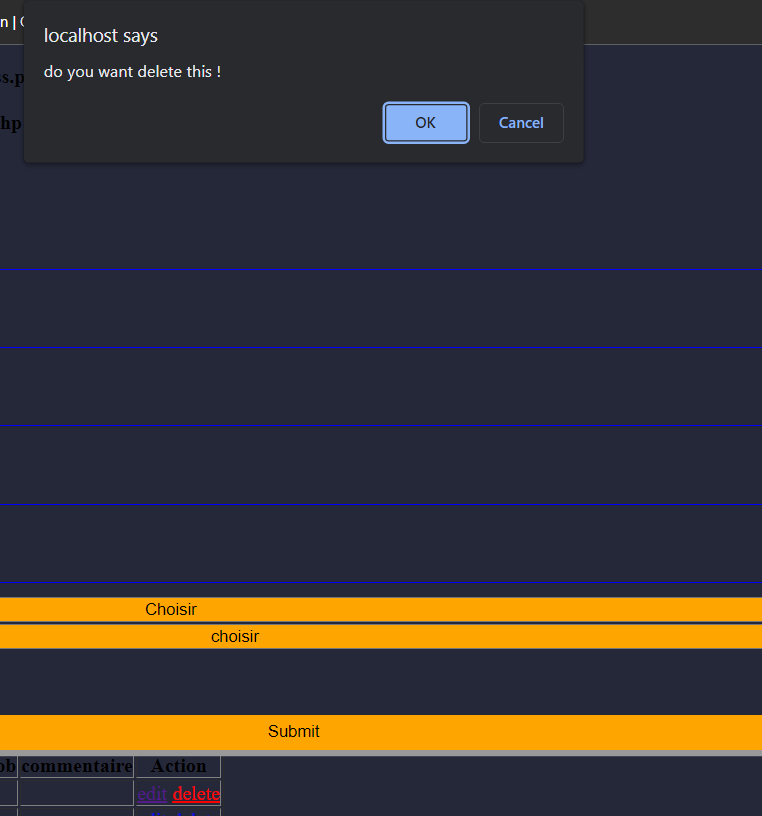 n | C
localhost says
do you want delete this !
s.p
hp
OK Cancel
Choisir
choisir
Submit
ob commentaire Action
edit delete